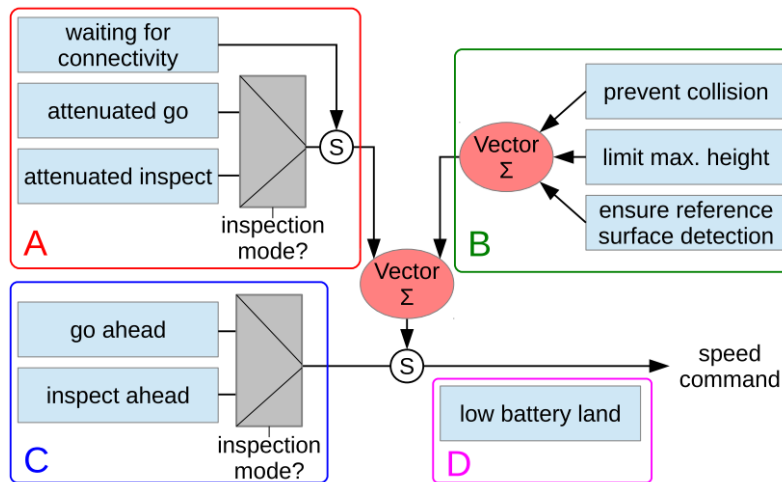 waiting for
connectivity
attenuated go
attenuated inspect
S
A
inspection
mode?
Vector
Σ
prevent collision
limit max. height
ensure reference
surface detection
B
Vector
Σ
go ahead
inspect ahead
C
inspection
mode?
S
speed
command
low battery land
D